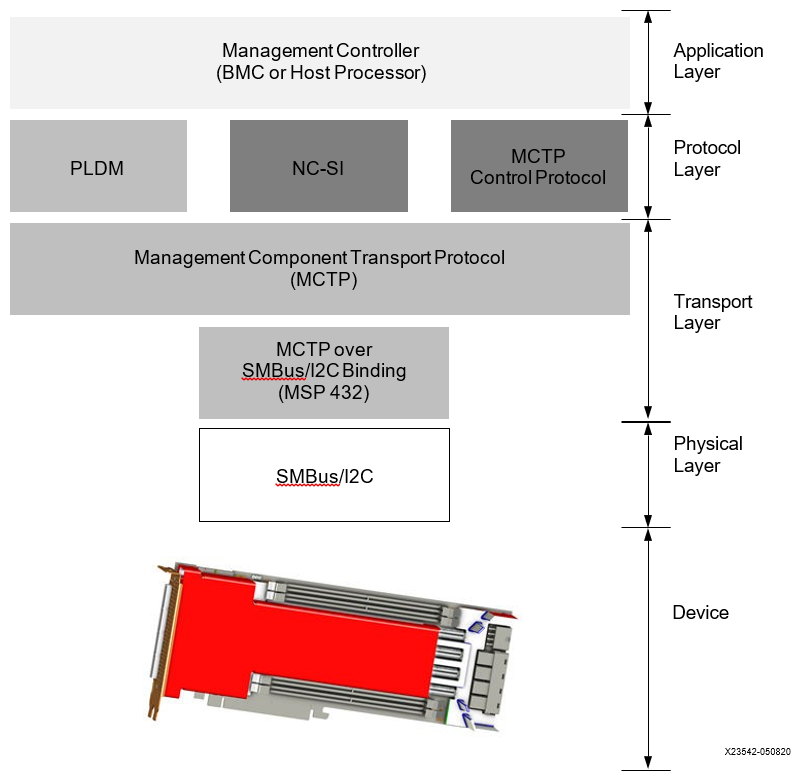 Management Controller
(BMC or Host Processor)
Application
Layer
PLDM
NC-SI
MCTP
Control Protocol
Protocol
Layer
Management Component Transport Protocol
(MCTP)
Transport
Layer
MCTP over
SMBus/I2C Binding
(MSP 432)
SMBus/I2C
Physical
Layer
Device
X23542-050820